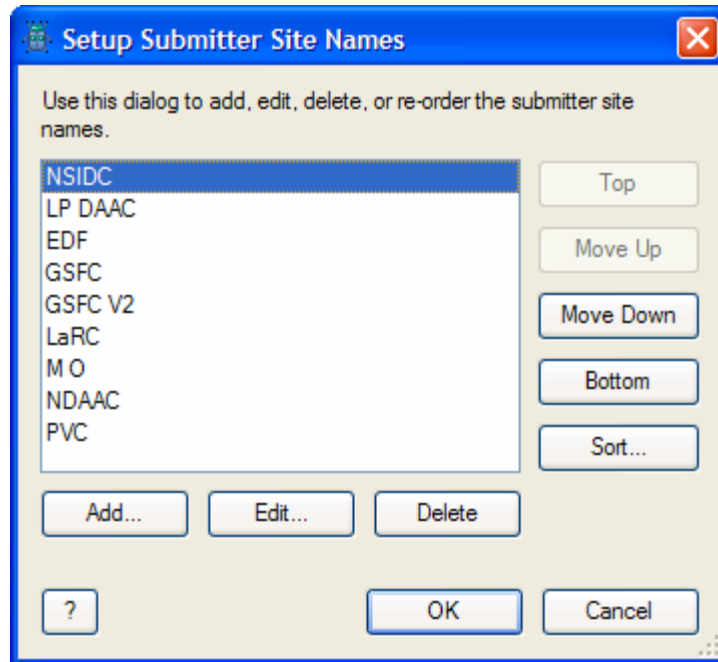 Setup Submitter Site Names
Use this dialog to add, edit, delete, or re-order the submitter site
names.
NSIDC
LP DAAC
EDF
GSFC
GSFC V2
LaRC
M O
NDAAC
PVC
Top
Move Up
Move Down
Bottom
Sort...
Add...
Edit...
Delete
?
OK
Cancel